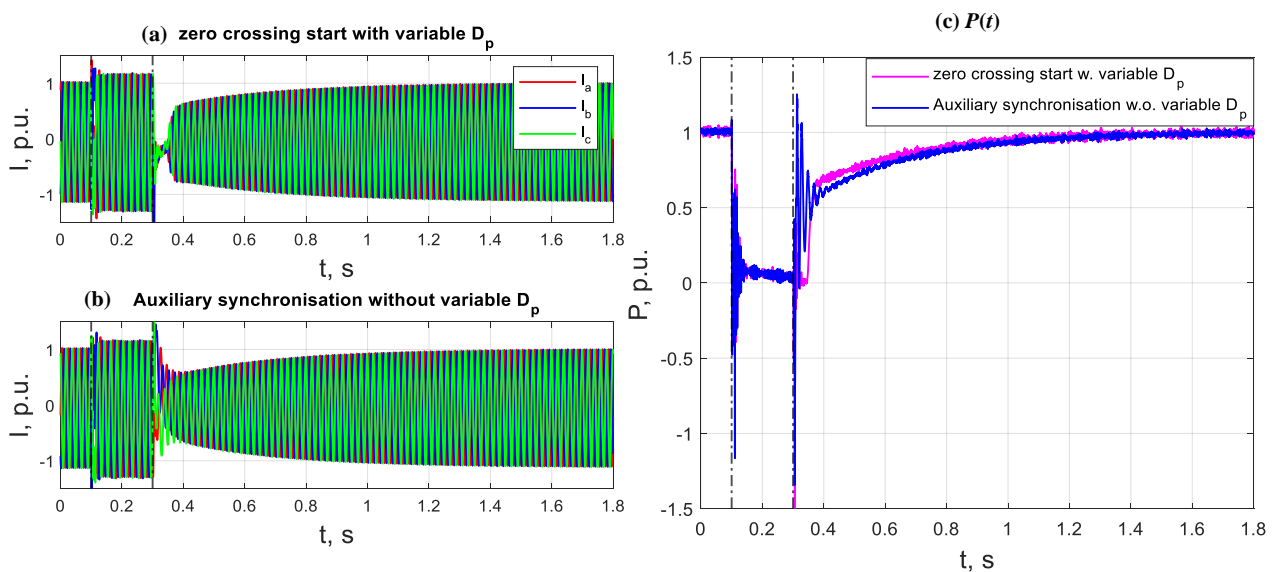 (a) zero crossing start with variable Dp
1
0
-1
I, p.u.
Ia
Ib
Ic
0 0.2 0.4 0.6 0.8 1 1.2 1.4 1.6 1.8
t, s
(b) Auxiliary synchronisation without variable Dp
1
0
-1
I, p.u.
0 0.2 0.4 0.6 0.8 1 1.2 1.4 1.6 1.8
t, s
(c) P(t)
1.5
1
0.5
0
-0.5
-1
-1.5
P, p.u.
zero crossing start w. variable Dp
Auxiliary synchronisation w.o. variable Dp
0 0.2 0.4 0.6 0.8 1 1.2 1.4 1.6 1.8
t, s